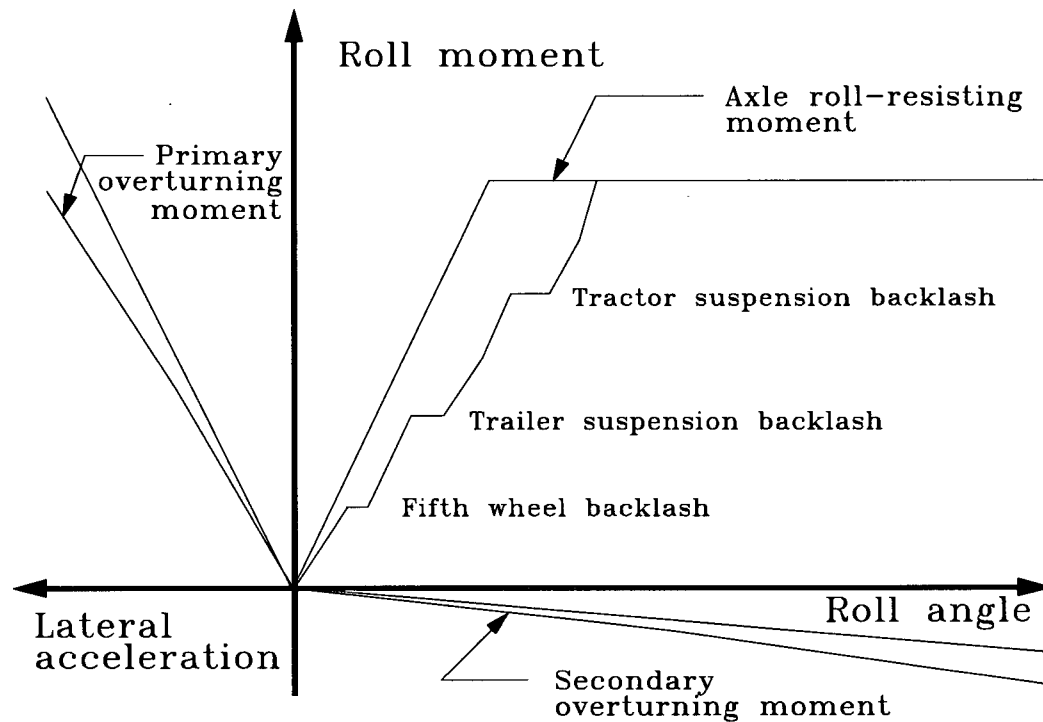 Roll moment
Axle roll-resisting
moment
Primary
overturning
moment
Tractor suspension backlash
Trailer suspension backlash
Fifth wheel backlash
Roll angle
Lateral
acceleration
Secondary
overturning moment